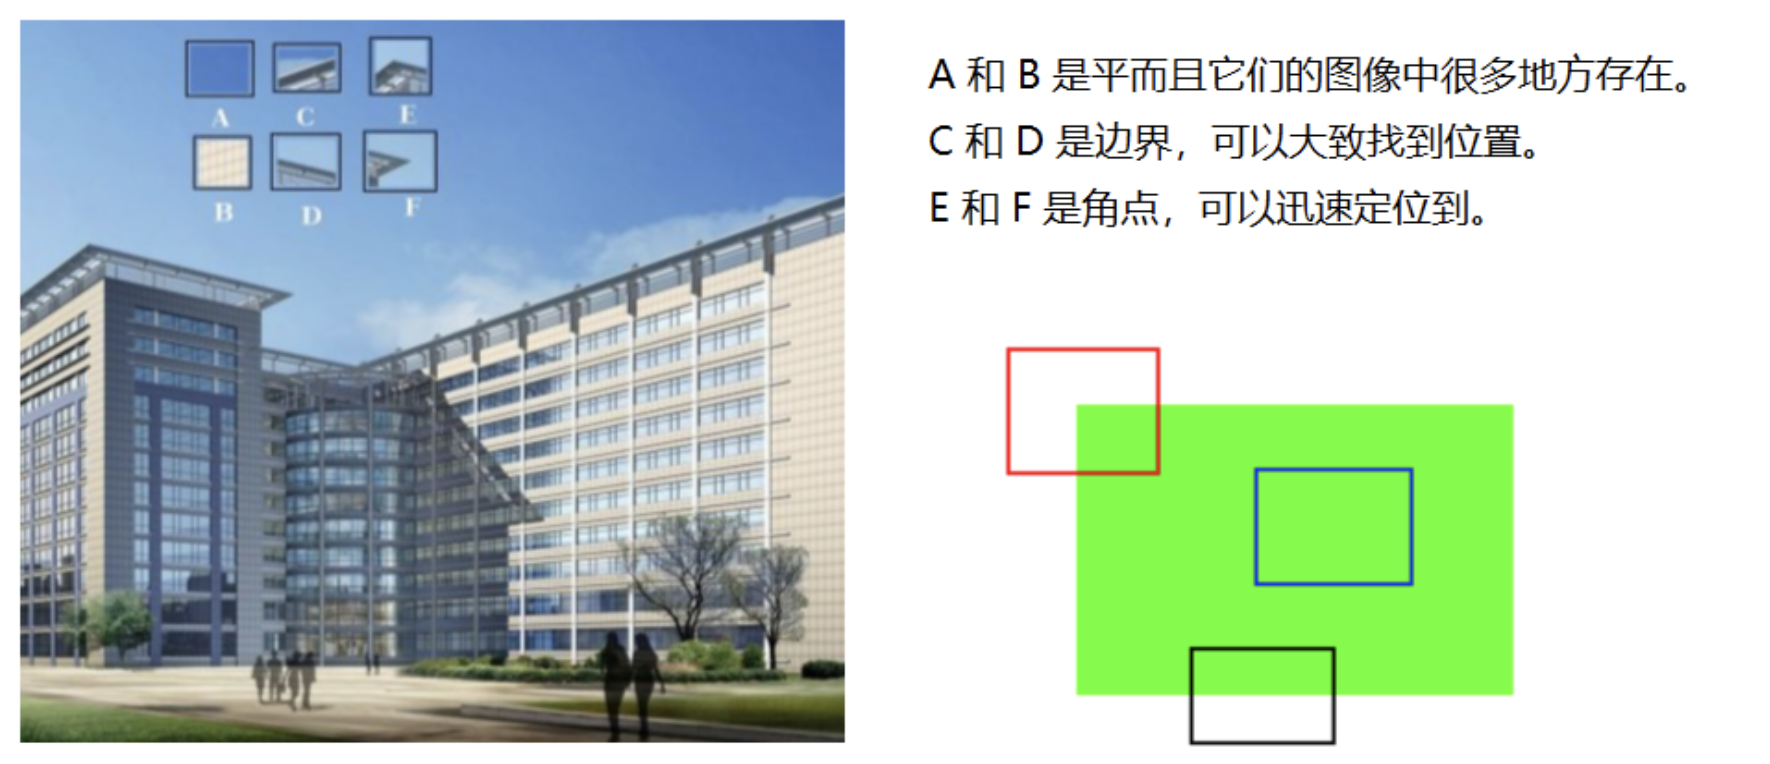 A
C
E
B
D
F
A 和 B 是平而且它们的图像中很多地方存在。
C 和 D 是边界，可以大致找到位置。
E 和 F 是角点，可以迅速定位到。